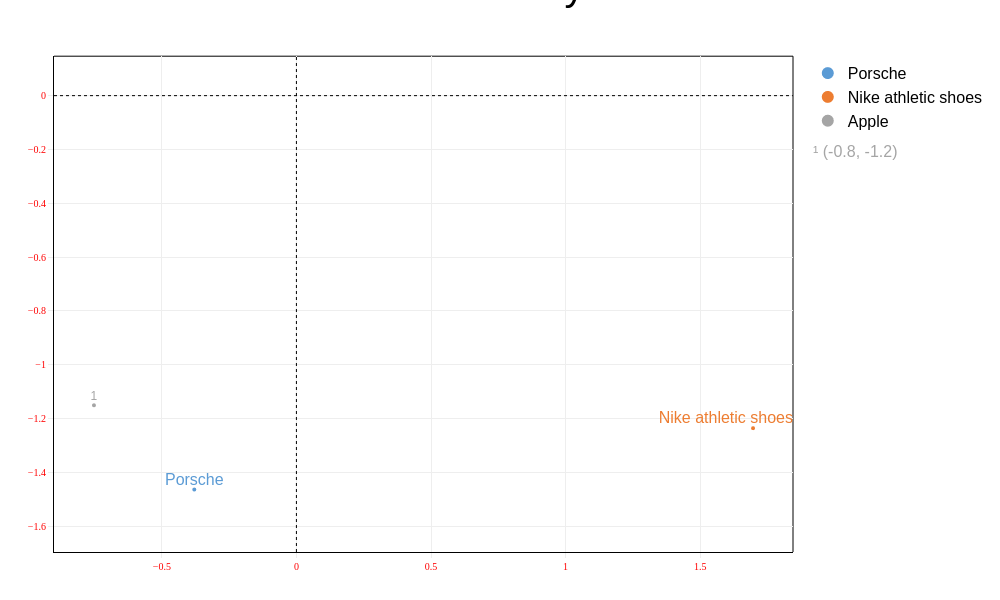 Porsche
Nike athletic shoes
Apple
1 (-0.8, -1.2)
0
−0.2
−0.4
−0.6
−0.8
−1
1
−1.2
Nike athletic shoes
−1.4
Porsche
−1.6
−0.5
0
0.5
1
1.5